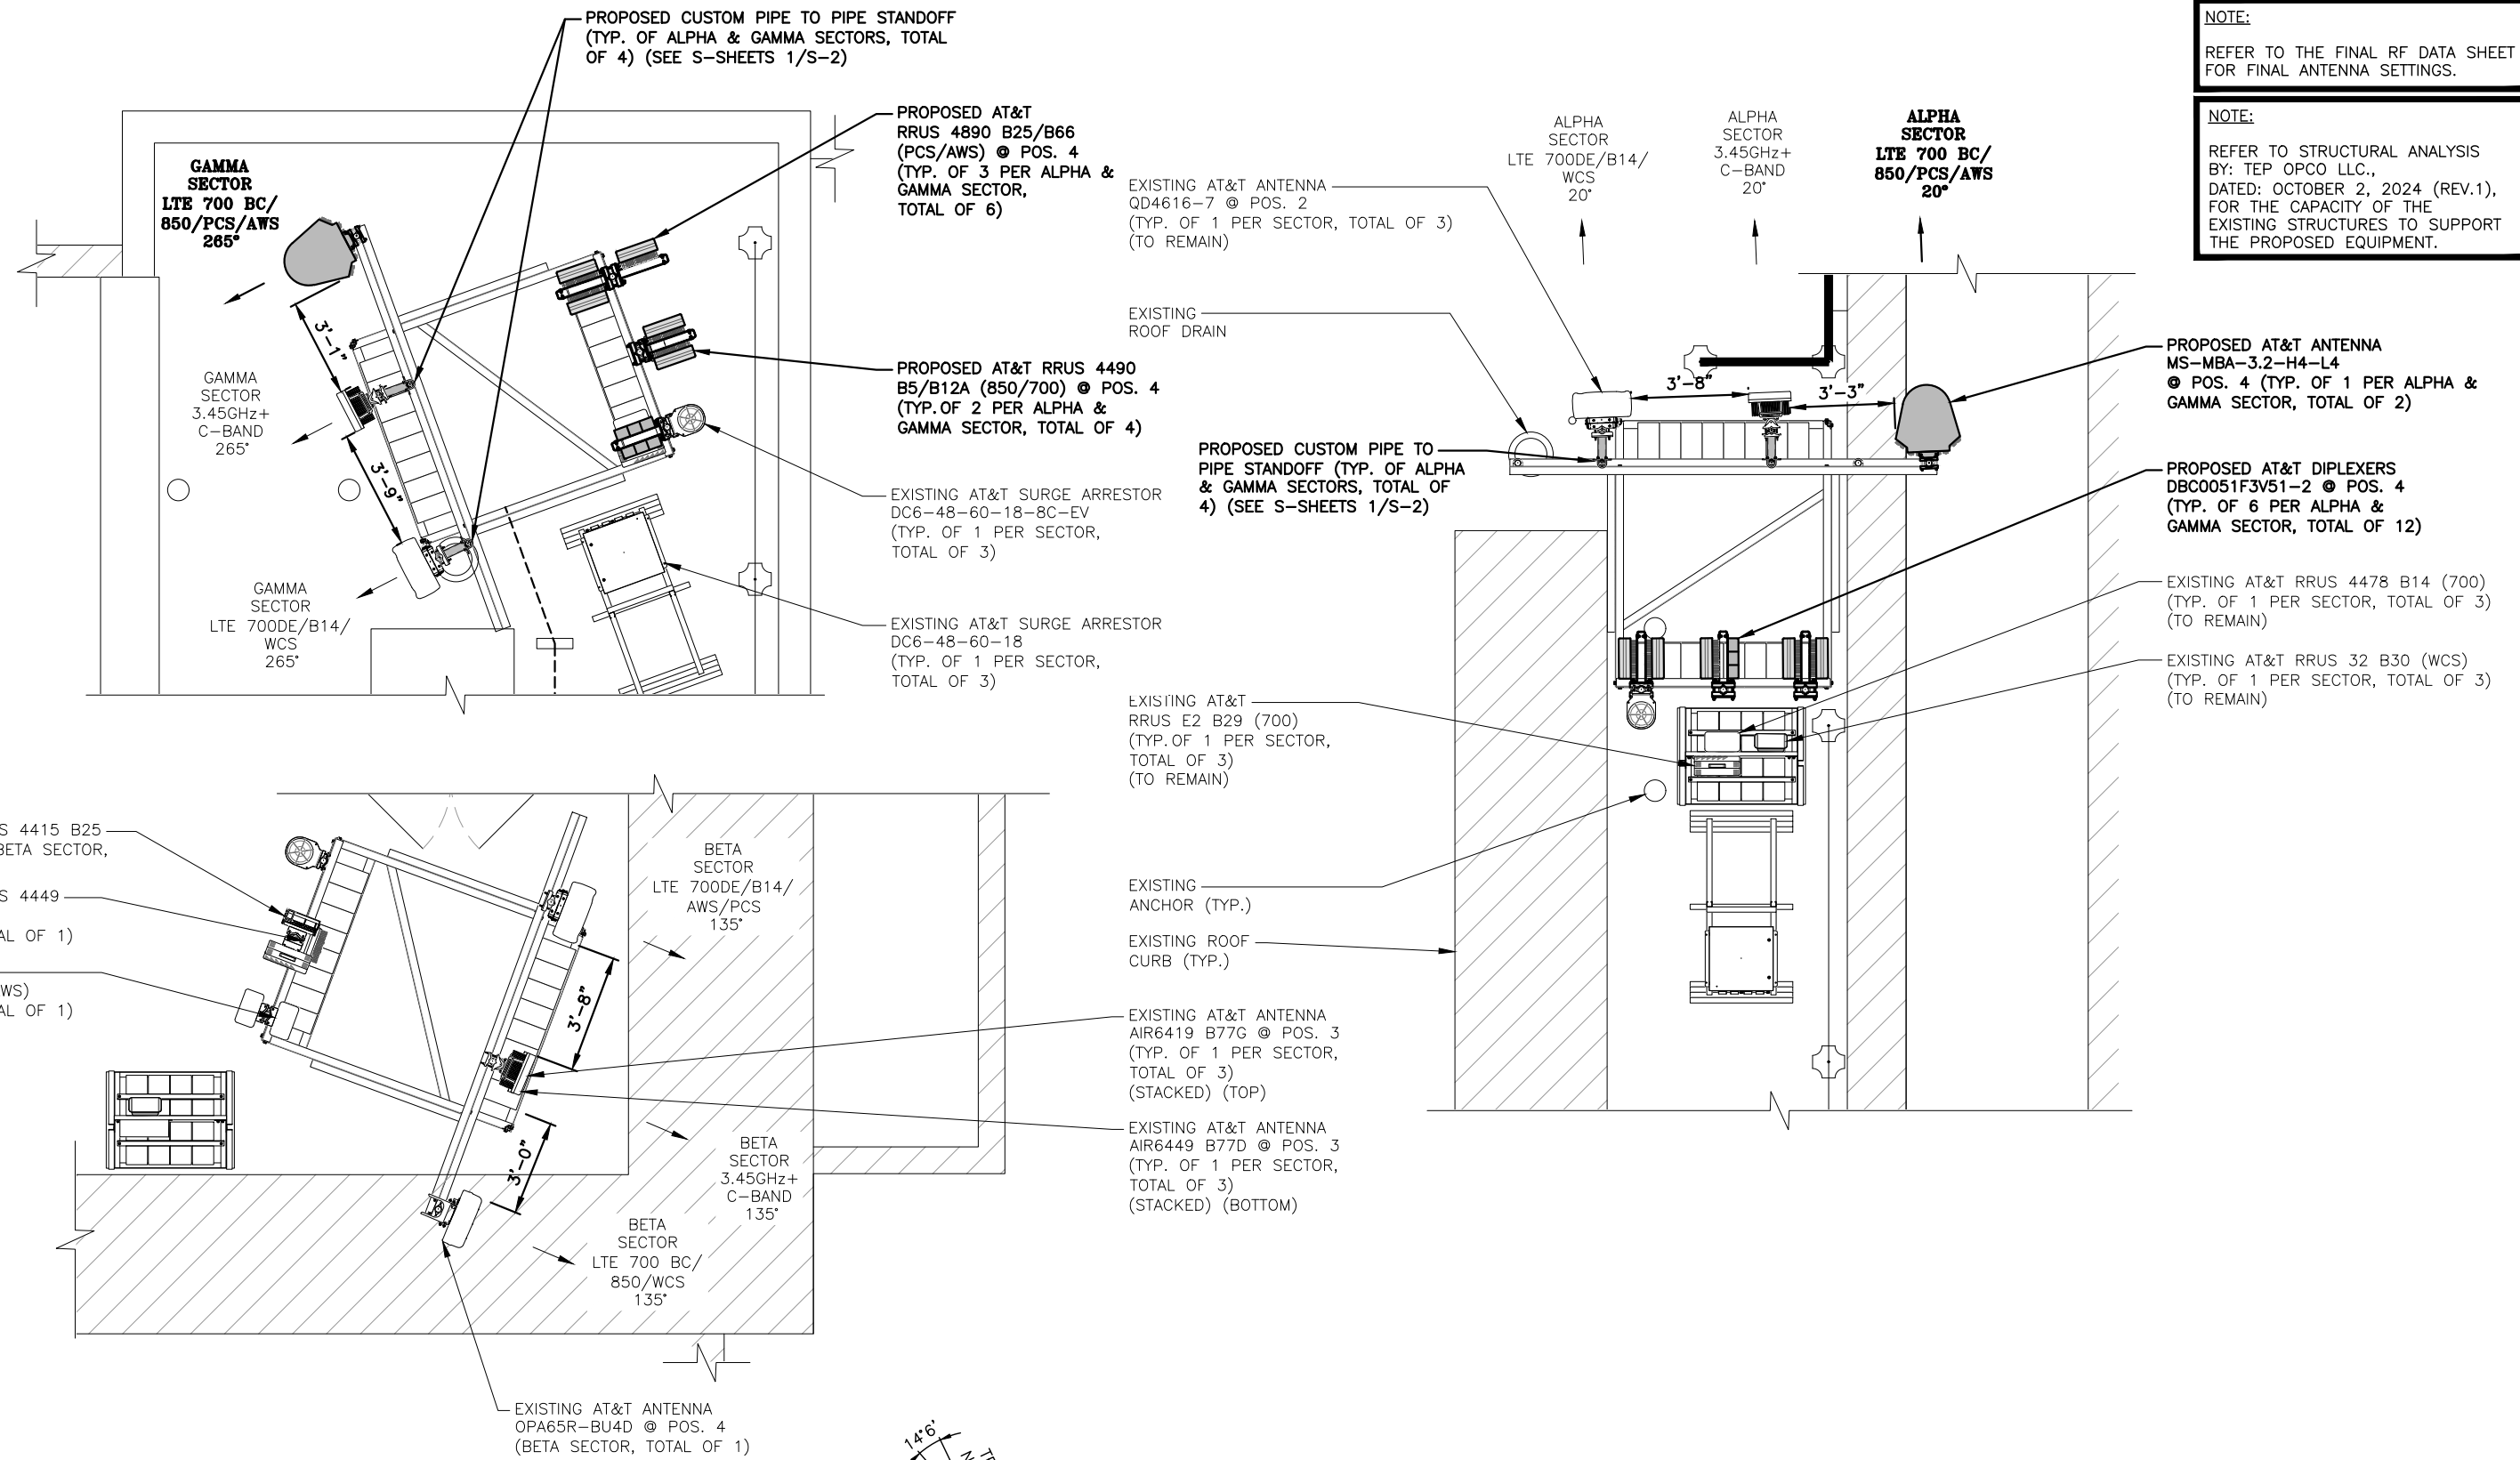 PROPOSED CUSTOM PIPE TO PIPE STANDOFF
(TYP. OF ALPHA & GAMMA SECTORS, TOTAL
OF 4) (SEE S-SHEETS 1/S-2)
GAMMA
SECTOR
LTE 700 BC/
850/PCS/AWS
265°
PROPOSED AT&T
RRUS 4890 B25/B66
(PCS/AWS) @ POS. 4
(TYP. OF 3 PER ALPHA &
GAMMA SECTOR,
TOTAL OF 6)
3'-1"
GAMMA
SECTOR
3.45GHz+
C-BAND
265°
3'-9"
PROPOSED AT&T RRUS 4490
B5/B12A (850/700) @ POS. 4
(TYP.OF 2 PER ALPHA &
GAMMA SECTOR, TOTAL OF 4)
EXISTING AT&T SURGE ARRESTOR
DC6-48-60-18-8C-EV
(TYP. OF 1 PER SECTOR,
TOTAL OF 3)
GAMMA
SECTOR
LTE 700DE/B14/
WCS
265°
EXISTING AT&T SURGE ARRESTOR
DC6-48-60-18
(TYP. OF 1 PER SECTOR,
TOTAL OF 3)
NOTE:
REFER TO THE FINAL RF DATA SHEET
FOR FINAL ANTENNA SETTINGS.
NOTE:
REFER TO STRUCTURAL ANALYSIS
BY: TEP OPCO LLC.,
DATED: OCTOBER 2, 2024 (REV.1),
FOR THE CAPACITY OF THE
EXISTING STRUCTURES TO SUPPORT
THE PROPOSED EQUIPMENT.
ALPHA
SECTOR
LTE 700DE/B14/
WCS
20°
ALPHA
SECTOR
3.45GHz+
C-BAND
20°
ALPHA
SECTOR
LTE 700 BC/
850/PCS/AWS
20°
EXISTING AT&T ANTENNA
QD4616-7 @ POS. 2
(TYP. OF 1 PER SECTOR, TOTAL OF 3)
(TO REMAIN)
EXISTING
ROOF DRAIN
3'-8"
3'-3"
PROPOSED AT&T ANTENNA
MS-MBA-3.2-H4-L4
@ POS. 4 (TYP. OF 1 PER ALPHA &
GAMMA SECTOR, TOTAL OF 2)
PROPOSED CUSTOM PIPE TO
PIPE STANDOFF (TYP. OF ALPHA
& GAMMA SECTORS, TOTAL OF
4) (SEE S-SHEETS 1/S-2)
PROPOSED AT&T DIPLEXERS
DBC0051F3V51-2 @ POS. 4
(TYP. OF 6 PER ALPHA &
GAMMA SECTOR, TOTAL OF 12)
EXISTING AT&T RRUS 4478 B14 (700)
(TYP. OF 1 PER SECTOR, TOTAL OF 3)
(TO REMAIN)
EXISTING AT&T RRUS 32 B30 (WCS)
(TYP. OF 1 PER SECTOR, TOTAL OF 3)
(TO REMAIN)
EXISTING AT&T
RRUS E2 B29 (700)
(TYP.OF 1 PER SECTOR,
TOTAL OF 3)
(TO REMAIN)
EXISTING
ANCHOR (TYP.)
EXISTING ROOF
CURB (TYP.)
EXISTING AT&T ANTENNA
AIR6419 B77G @ POS. 3
(TYP. OF 1 PER SECTOR,
TOTAL OF 3)
(STACKED) (TOP)
EXISTING AT&T ANTENNA
AIR6449 B77D @ POS. 3
(TYP. OF 1 PER SECTOR,
TOTAL OF 3)
(STACKED) (BOTTOM)
S 4415 B25
BETA SECTOR,
S 4449
AL OF 1)
WS)
AL OF 1)
BETA
SECTOR
LTE 700DE/B14/
AWS/PCS
135°
3'-8"
BETA
SECTOR
3.45GHz+
C-BAND
135°
3'-0"
BETA
SECTOR
LTE 700 BC/
850/WCS
135°
EXISTING AT&T ANTENNA
OPA65R-BU4D @ POS. 4
(BETA SECTOR, TOTAL OF 1)
14°6'